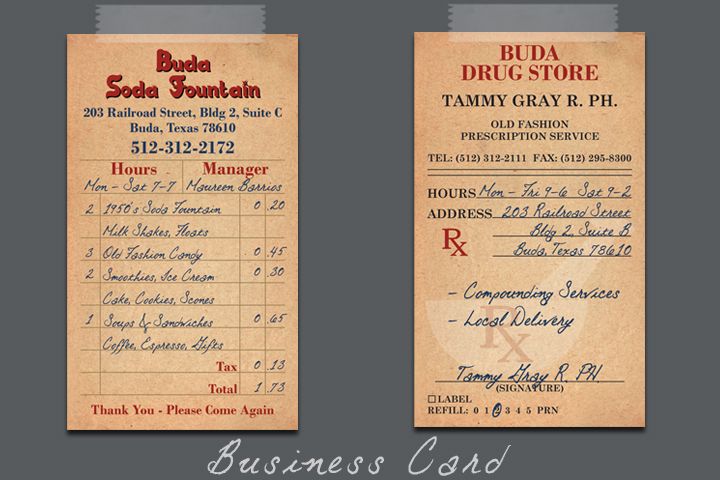 Buda
Soda Fountain
203 Railroad Street, Bldg 2, Suite C
Buda, Texas 78610
512-312-2172
Hours Manager
Mon - Sat 7-7 Maureen Barrios
2 1950's Soda Fountain 0 .20
Milk Shakes, Floats
3 Old Fashion Candy 0 .45
2 Smoothies, Ice Cream 0 .30
Cake, Cookies, Scones
1 Soups & Sandwiches 0 .65
Coffee, Espresso, Gifts
Tax 0 .13
Total 1 .73
Thank You - Please Come Again
BUDA
DRUG STORE
TAMMY GRAY R. PH.
OLD FASHION
PRESCRIPTION SERVICE
TEL: (512) 312-2111 FAX: (512) 295-8300
HOURS Mon - Fri 9-6 Sat 9-2
ADDRESS 203 Railroad Street
Bldg 2, Suite B
Rx
Buda, Texas 78610
- Compounding Services
- Local Delivery
Rx
Tammy Gray R. PH.
(SIGNATURE)
LABEL
REFILL: 0 1 2 3 4 5 PRN
Business Card